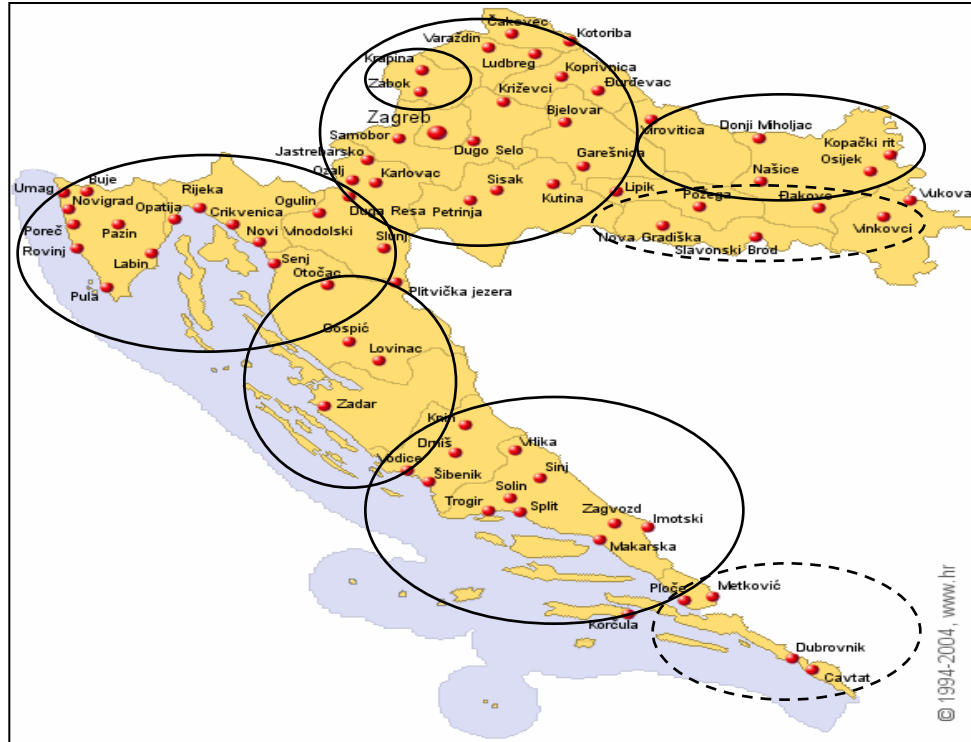 Čakovec
Kotoriba
Varaždin
Ludbreg
Krapina
Koprivnica
Zabok
Đurđevac
Križevci
Zagreb
Bjelovar
Virovitica
Donji Miholjac
Samobor
Dugo Selo
Kopački rit
Jastrebarsko
Garešnica
Našice
Osijek
Ozalj
Karlovac
Sisak
Kutina
Lipik
Umag
Buje
Rijeka
Ogulin
Duga Resa
Petrinja
Požega
Đakovo
Vukova
Novigrad
Opatija
Crikvenica
Poreč
Pazin
Novi Vinodolski
Slunj
Nova Gradiška
Vinkovci
Rovinj
Labin
Senj
Slavonski Brod
Otočac
Pula
Plitvička jezera
Gospić
Lovinac
Zadar
Knin
Drniš
Vrlika
Vodice
Šibenik
Sinj
Solin
Trogir
Split
Zagvozd
Imotski
Makarska
Ploče
Metković
Korčula
Dubrovnik
Cavtat
© 1994-2004, www.hr